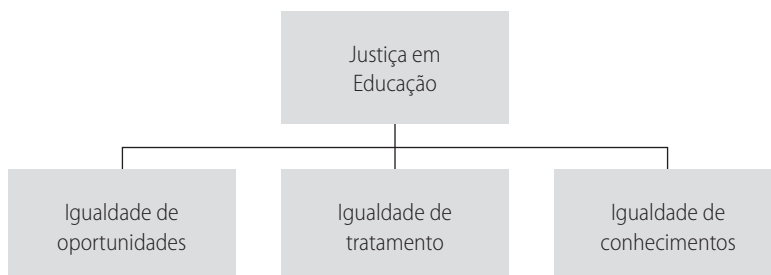 Justiça em
Educação
Igualdade de
oportunidades
Igualdade de
tratamento
Igualdade de
conhecimentos